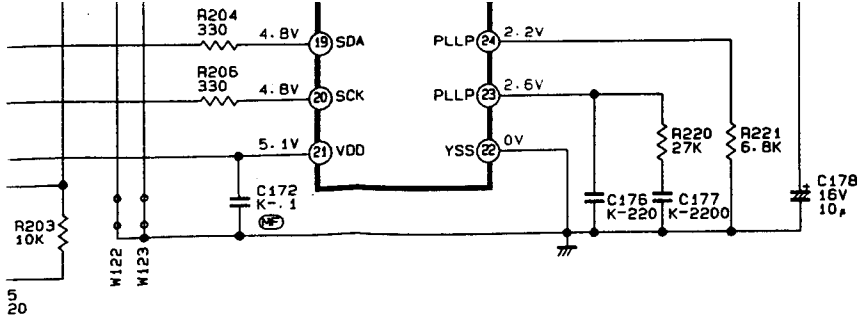 R204
330
4.8V
19
SDA
PLLP
24
2.2V
R206
330
4.8V
20
SCK
PLLP
23
2.6V
5.1V
21
VDD
YSS
22
0V
R220
27K
R221
6.8K
C172
K-.1
MF
C176
K-220
C177
K-2200
C178
16V
10μ
+
R203
10K
W122
W123
5
20